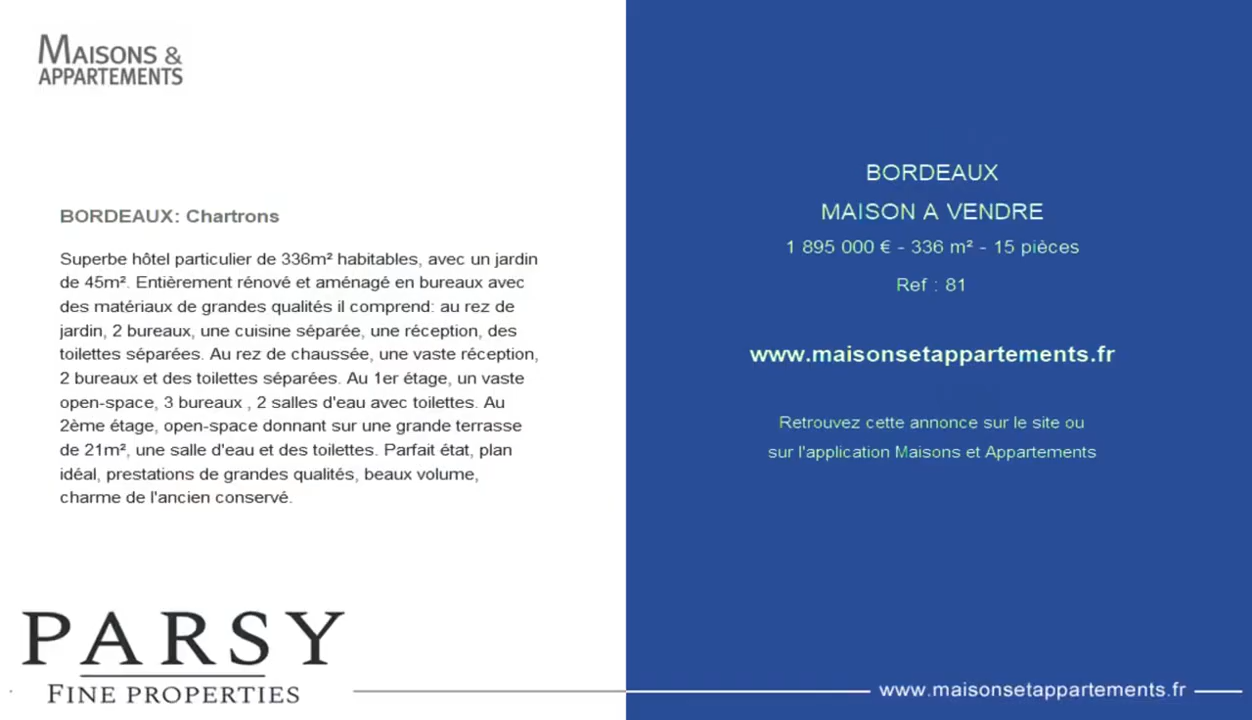 MAISONS &
APPARTEMENTS
BORDEAUX: Chartrons
Superbe hôtel particulier de 336m² habitables, avec un jardin
de 45m². Entièrement rénové et aménagé en bureaux avec
des matériaux de grandes qualités il comprend: au rez de
jardin, 2 bureaux, une cuisine séparée, une réception, des
toilettes séparées. Au rez de chaussée, une vaste réception,
2 bureaux et des toilettes séparées. Au 1er étage, un vaste
open-space, 3 bureaux , 2 salles d'eau avec toilettes. Au
2ème étage, open-space donnant sur une grande terrasse
de 21m², une salle d'eau et des toilettes. Parfait état, plan
idéal, prestations de grandes qualités, beaux volume,
charme de l'ancien conservé.
PARSY
FINE PROPERTIES
BORDEAUX
MAISON A VENDRE
1 895 000 € - 336 m² - 15 pièces
Ref : 81
www.maisonsetappartements.fr
Retrouvez cette annonce sur le site ou
sur l'application Maisons et Appartements
www.maisonsetappartements.fr